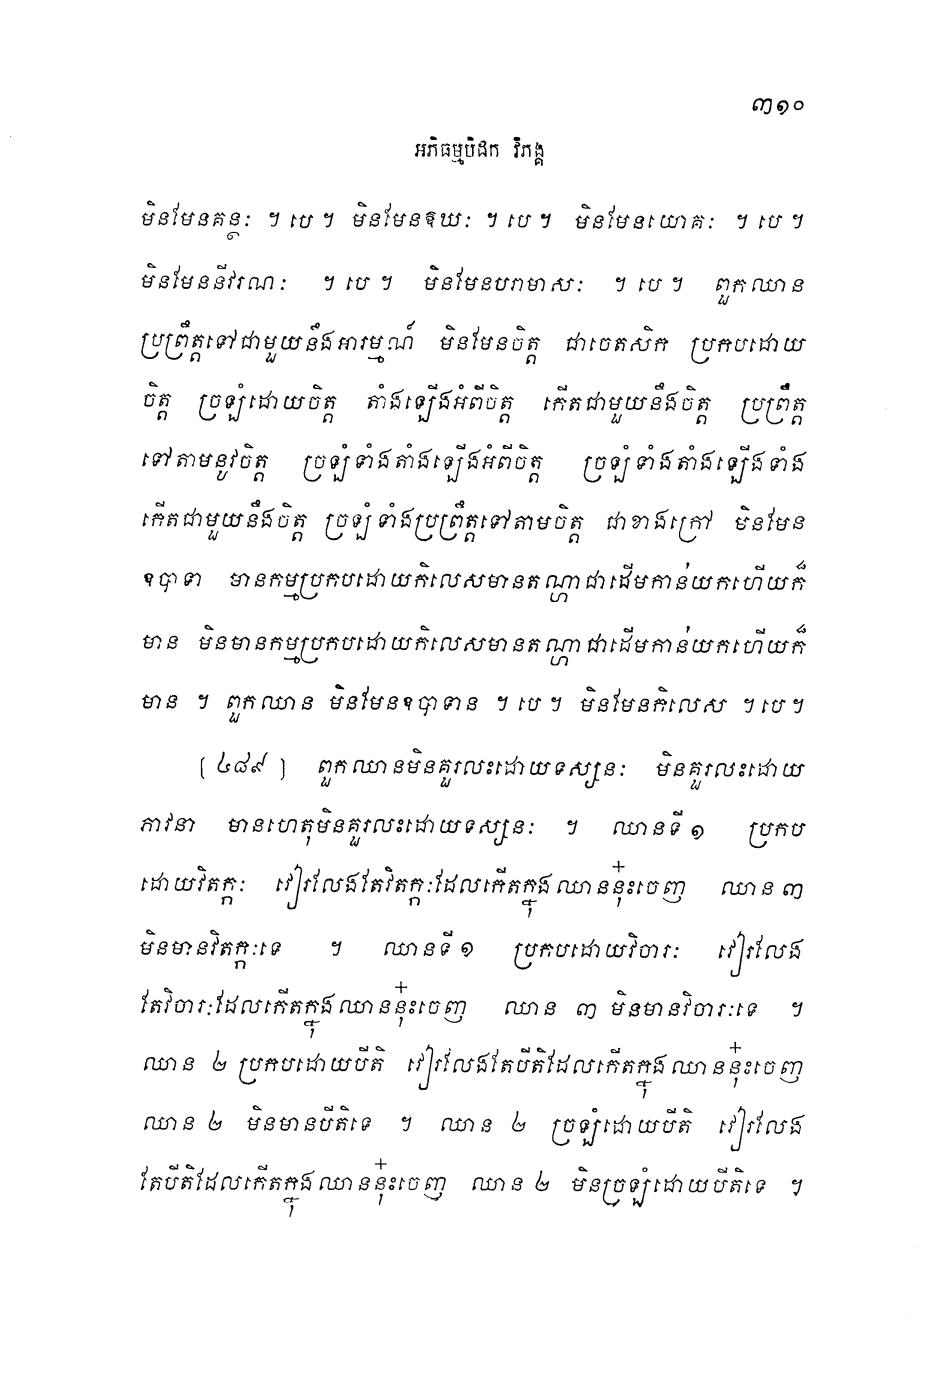 ៣១០
អភិធម្មបិដក វិភង្គ
មិនមែនគន្ថៈ ។ បេ ។ មិនមែនឱឃៈ ។ បេ ។ មិនមែនយោគៈ ។ បេ ។
មិនមែននីវរណៈ ។ បេ ។ មិនមែនបរាមាសៈ ។ បេ ។ ពួកឈាន
ប្រព្រឹត្តទៅជាមួយនឹងអារម្មណ៍ មិនមែនចិត្ត ជាចេតសិក ប្រកបដោយ
ចិត្ត ច្រឡំដោយចិត្ត តាំងឡើងអំពីចិត្ត កើតជាមួយនឹងចិត្ត ប្រព្រឹត្ត
ទៅតាមនូវចិត្ត ច្រឡំទាំងតាំងឡើងអំពីចិត្ត ច្រឡំទាំងតាំងឡើងទាំង
កើតជាមួយនឹងចិត្ត ច្រឡំទាំងប្រព្រឹត្តទៅតាមចិត្ត ជាខាងក្រៅ មិនមែន
ឧបាទា មានកម្មប្រកបដោយកិលេសមានតណ្ហាជាដើមកាន់យកហើយក៏
មាន មិនមានកម្មប្រកបដោយកិលេសមានតណ្ហាជាដើមកាន់យកហើយក៏
មាន ។ ពួកឈាន មិនមែនឧបាទាន ។ បេ ។ មិនមែនកិលេស ។ បេ ។
[ ៤៨៩ ] ពួកឈានមិនគួរលះដោយទស្សនៈ មិនគួរលះដោយ
ភាវនា មានហេតុមិនគួរលះដោយទស្សនៈ ។ ឈានទី ១ ប្រកប
ដោយវិតក្កៈ វៀរលែងតែវិតក្កៈដែលកើតក្នុងឈាននុ៎ះចេញ ឈាន ៣
មិនមានវិតក្កៈទេ ។ ឈានទី ១ ប្រកបដោយវិចារៈ វៀរលែង
តែវិចារៈដែលកើតក្នុងឈាននុ៎ះចេញ ឈាន ៣ មិនមានវិចារៈទេ ។
ឈាន ២ ប្រកបដោយបីតិ វៀរលែងតែបីតិដែលកើតក្នុងឈាននុ៎ះចេញ
ឈាន ២ មិនមានបីតិទេ ។ ឈាន ២ ច្រឡំដោយបីតិ វៀរលែង
តែបីតិដែលកើតក្នុងឈាននុ៎ះចេញ ឈាន ២ មិនច្រឡំដោយបីតិទេ ។